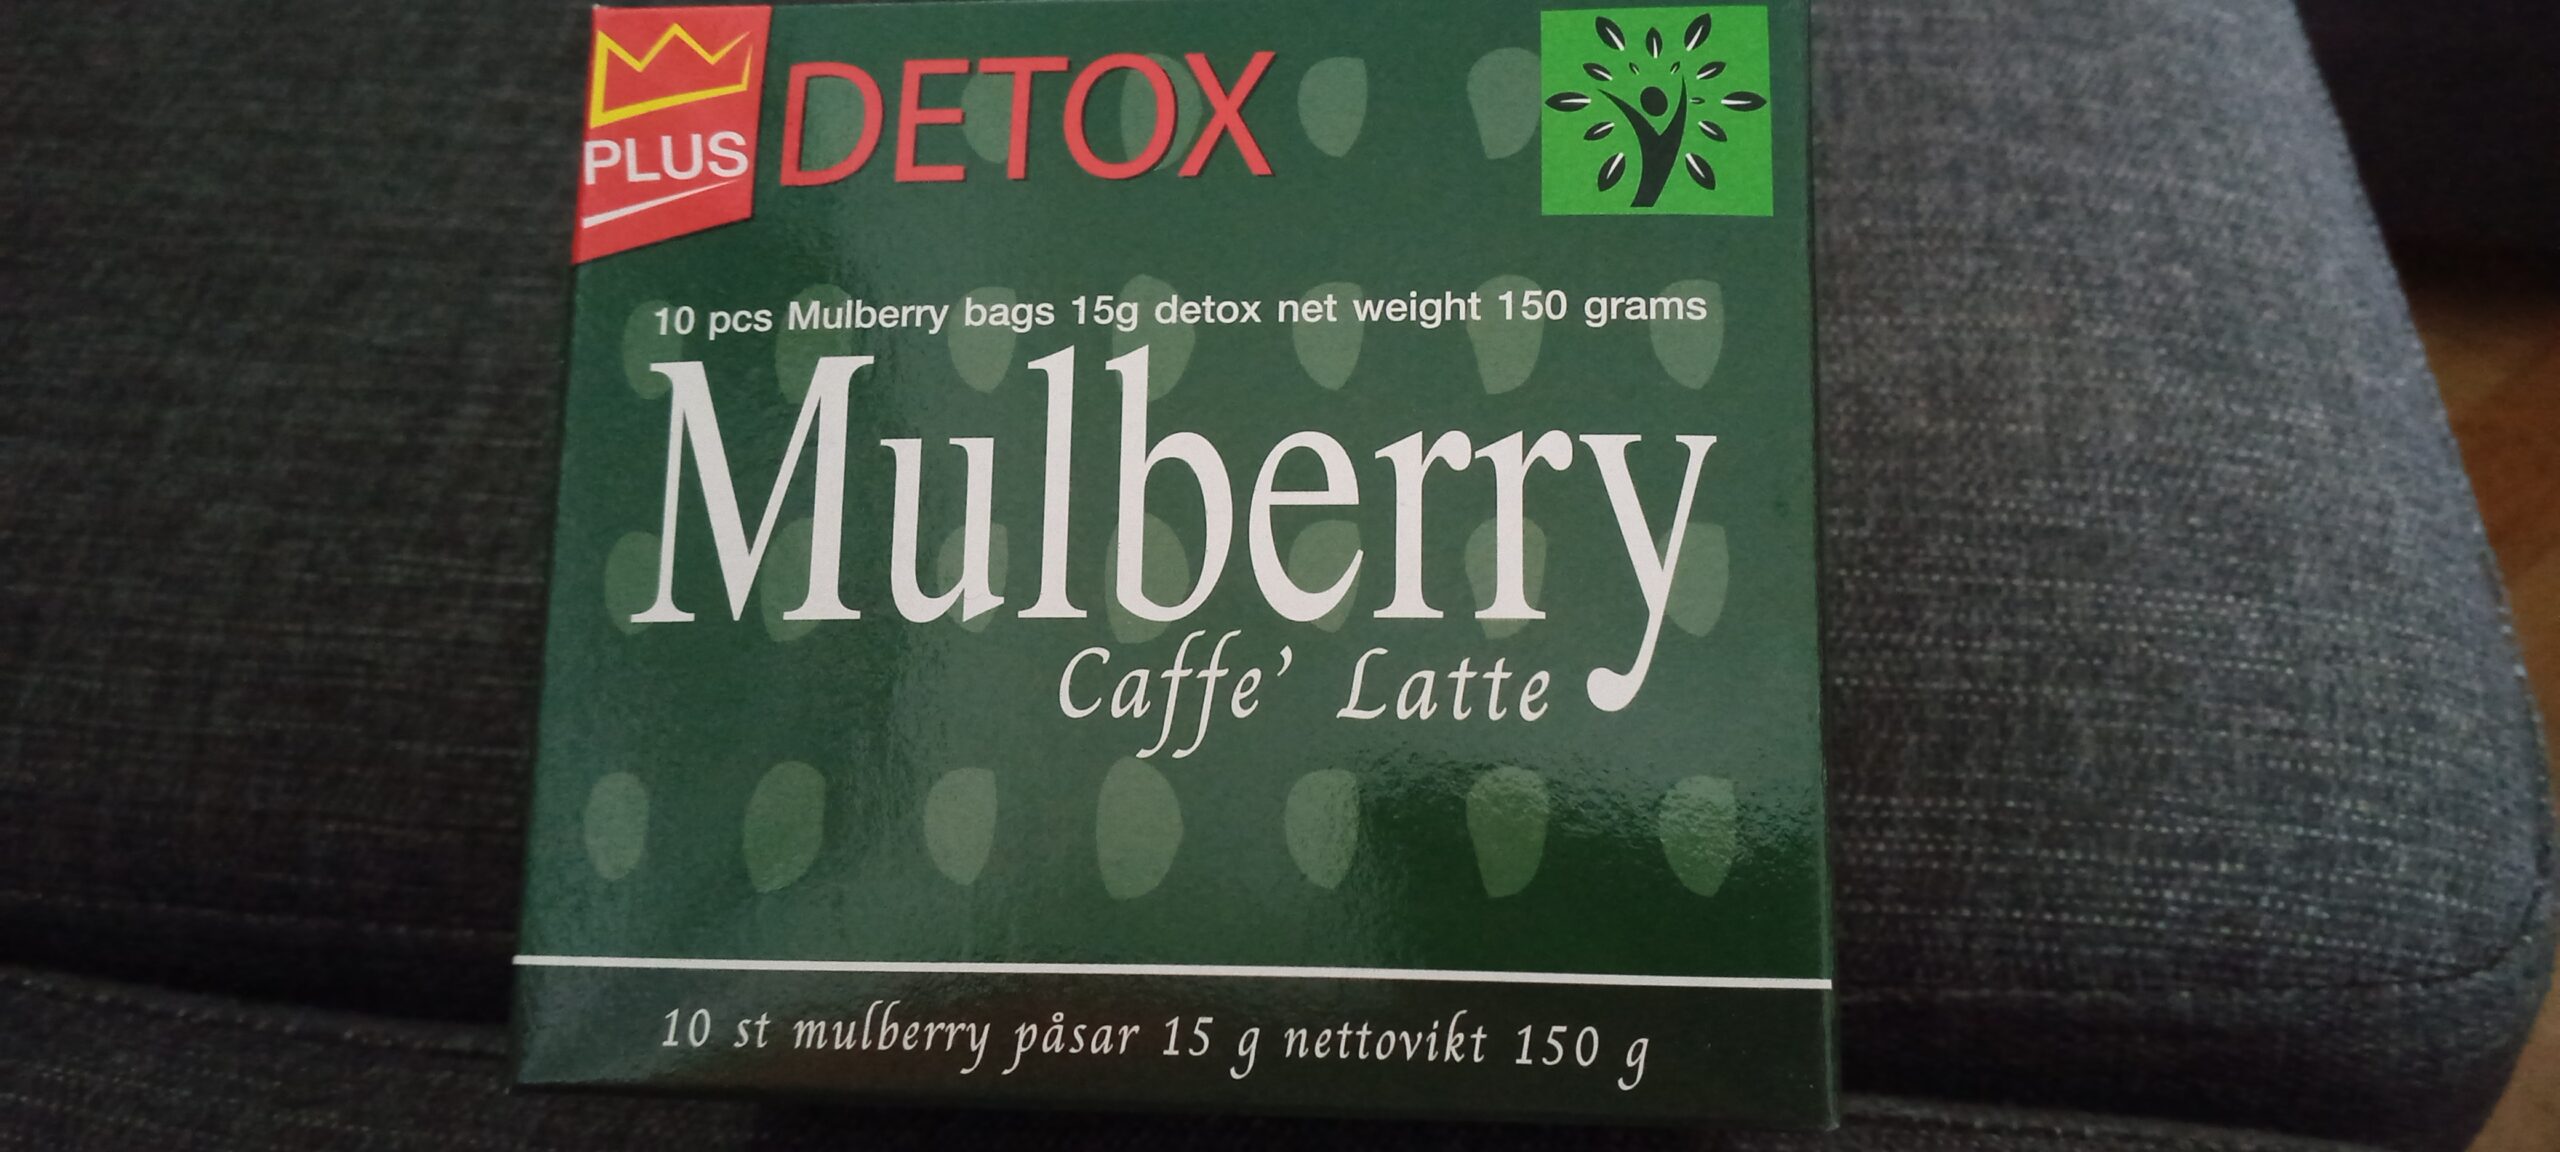 PLUS
DETOX
10 pcs Mulberry bags 15g detox net weight 150 grams
Mulberry
Caffe’ Latte
10 st mulberry påsar 15 g nettovikt 150 g